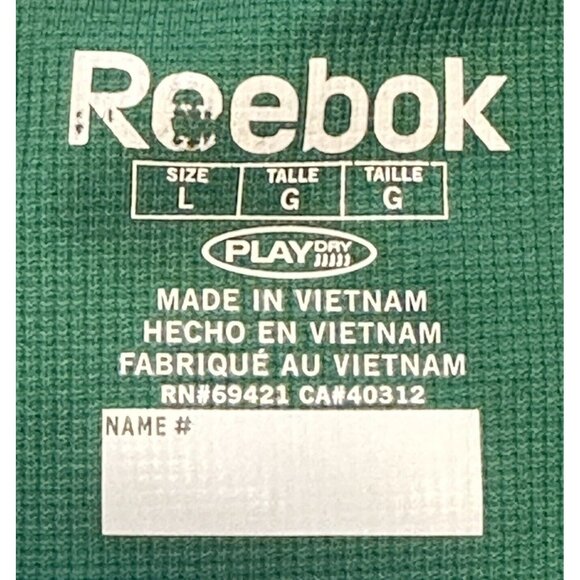 Reebok
SIZE TALLE TAILLE
L G G
PLAYDRY
MADE IN VIETNAM
HECHO EN VIETNAM
FABRIQUÉ AU VIETNAM
RN#69421 CA#40312
NAME #